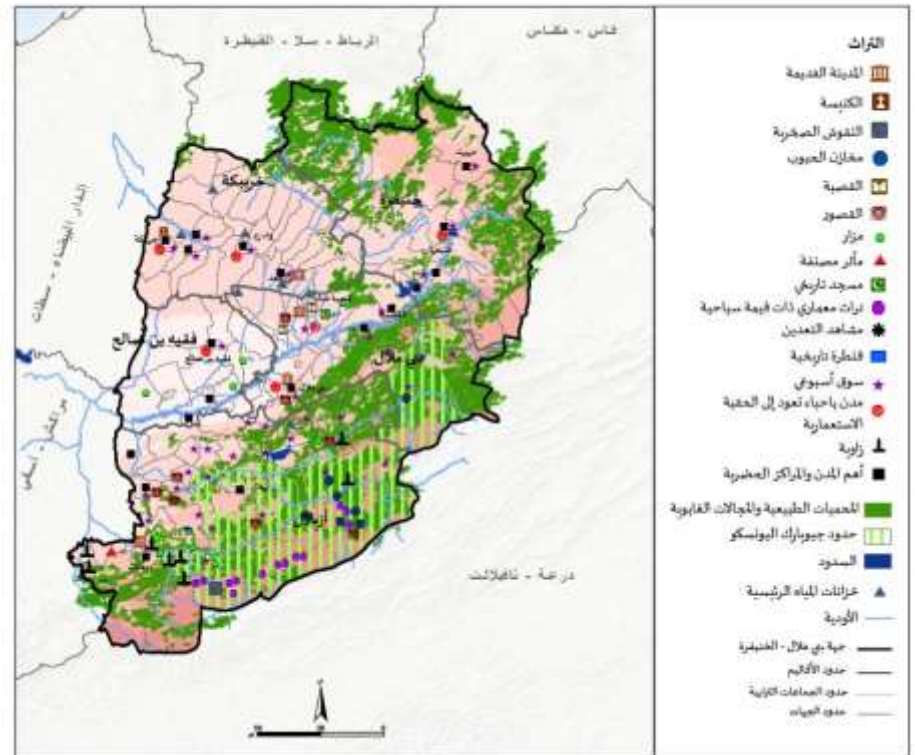 الرباط - سلا - القنيطرة
فاس - مكناس
الدار البيضاء - سطات
مراكش - آسفي
درعة - تافيلالت
خريبكة
خنيفرة
فقيه بن صالح
بني ملال
أزيلال
التراث
المدينة القديمة
الكنيسة
النقوش الصخرية
مخازن الحبوب
القصبة
القصور
مزار
مآثر مصنفة
مسجد تاريخي
تراث معماري ذات قيمة سياحية
مشاهد التعدين
قنطرة تاريخية
سوق أسبوعي
مدن بأحياء تعود إلى الحقبة
الاستعمارية
زاوية
أهم المدن والمراكز الحضرية
المحميات الطبيعية والمجالات الغابوية
حدود جيوبارك اليونسكو
السدود
خزانات المياه الرئيسية
الأودية
جهة بني ملال - الخنيفرة
حدود الأقاليم
حدود الجماعات الترابية
حدود الجهات